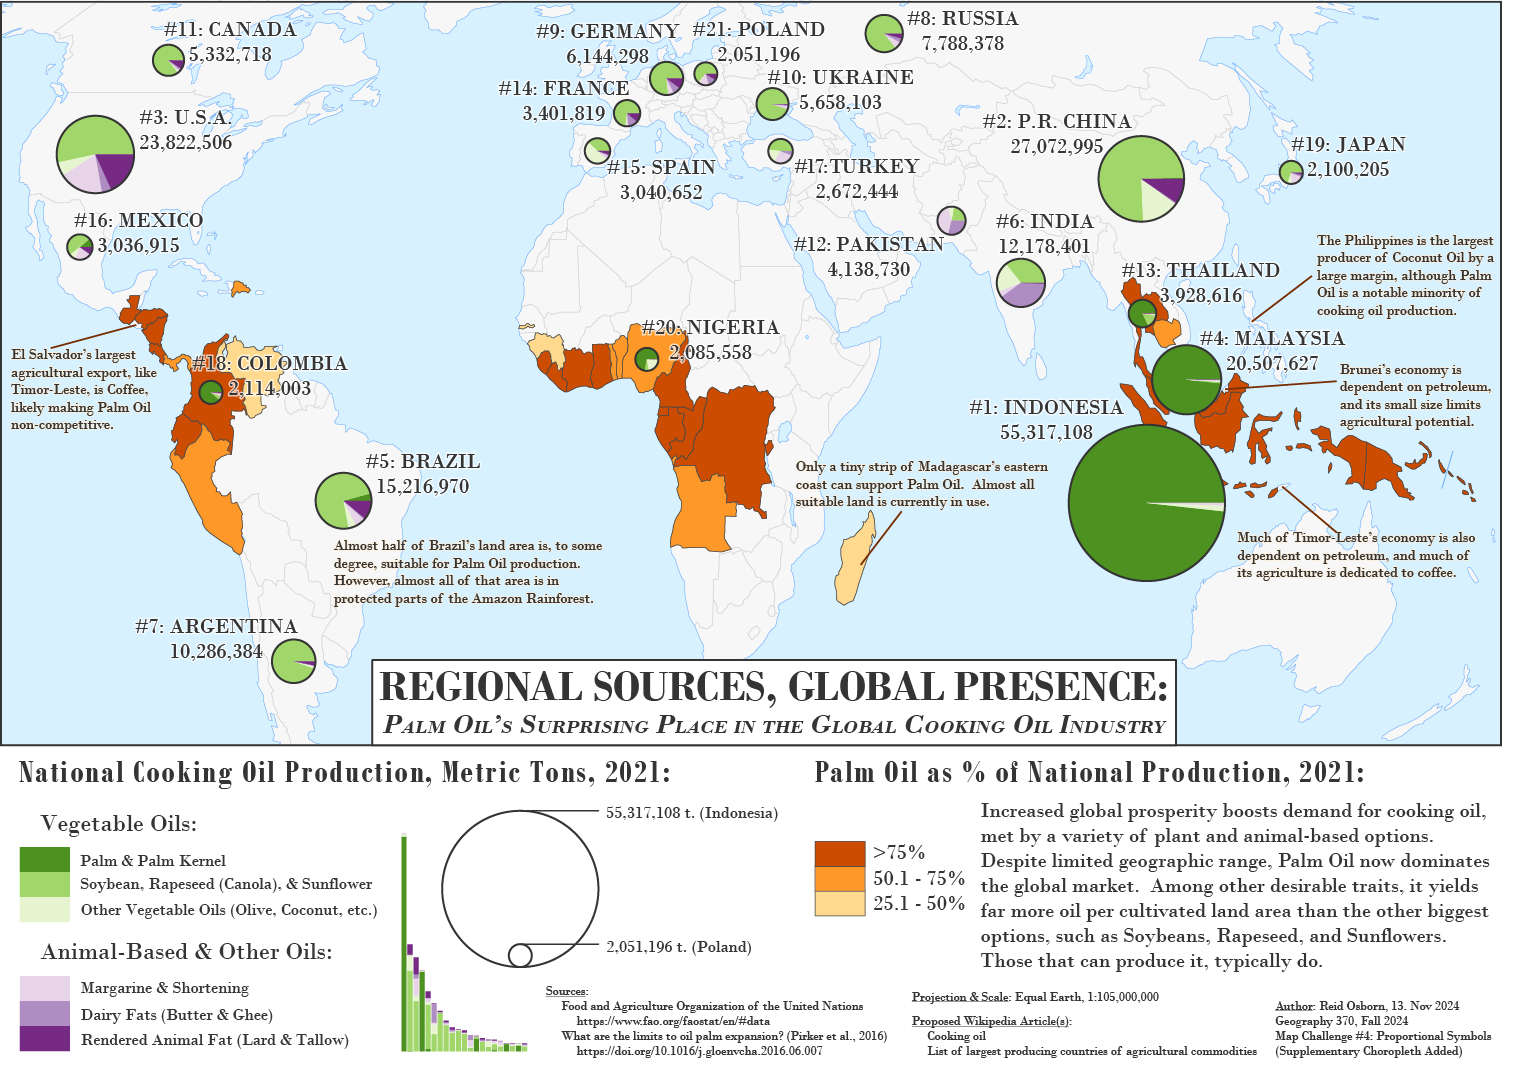 #11: CANADA
5,332,718
#9: GERMANY
6,144,298
#21: POLAND
2,051,196
#8: RUSSIA
7,788,378
#14: FRANCE
3,401,819
#10: UKRAINE
5,658,103
#3: U.S.A.
23,822,506
#2: P.R. CHINA
27,072,995
#19: JAPAN
2,100,205
#15: SPAIN
3,040,652
#17:TURKEY
2,672,444
#16: MEXICO
3,036,915
#12: PAKISTAN
4,138,730
#6: INDIA
12,178,401
#13: THAILAND
3,928,616
The Philippines is the largest
producer of Coconut Oil by a
large margin, although Palm
Oil is a notable minority of
cooking oil production.
#20: NIGERIA
2,085,558
#4: MALAYSIA
20,507,627
El Salvador's largest
agricultural export, like
Timor-Leste, is Coffee,
likely making Palm Oil
non-competitive.
#18: COLOMBIA
2,114,003
Brunei's economy is
dependent on petroleum,
and its small size limits
agricultural potential.
#1: INDONESIA
55,317,108
#5: BRAZIL
15,216,970
Only a tiny strip of Madagascar's eastern
coast can support Palm Oil. Almost all
suitable land is currently in use.
Almost half of Brazil's land area is, to some
degree, suitable for Palm Oil production.
However, almost all of that area is in
protected parts of the Amazon Rainforest.
Much of Timor-Leste's economy is also
dependent on petroleum, and much of
its agriculture is dedicated to coffee.
#7: ARGENTINA
10,286,384
REGIONAL SOURCES, GLOBAL PRESENCE:
PALM OIL'S SURPRISING PLACE IN THE GLOBAL COOKING OIL INDUSTRY
National Cooking Oil Production, Metric Tons, 2021:
Vegetable Oils:
Palm & Palm Kernel
Soybean, Rapeseed (Canola), & Sunflower
Other Vegetable Oils (Olive, Coconut, etc.)
Animal-Based & Other Oils:
Margarine & Shortening
Dairy Fats (Butter & Ghee)
Rendered Animal Fat (Lard & Tallow)
55,317,108 t. (Indonesia)
2,051,196 t. (Poland)
Sources:
Food and Agriculture Organization of the United Nations
https://www.fao.org/faostat/en/#data
What are the limits to oil palm expansion? (Pirker et al., 2016)
https://doi.org/10.1016/j.gloenvcha.2016.06.007
Palm Oil as % of National Production, 2021:
>75%
50.1 - 75%
25.1 - 50%
Increased global prosperity boosts demand for cooking oil,
met by a variety of plant and animal-based options.
Despite limited geographic range, Palm Oil now dominates
the global market. Among other desirable traits, it yields
far more oil per cultivated land area than the other biggest
options, such as Soybeans, Rapeseed, and Sunflowers.
Those that can produce it, typically do.
Projection & Scale: Equal Earth, 1:105,000,000
Proposed Wikipedia Article(s):
Cooking oil
List of largest producing countries of agricultural commodities
Author: Reid Osborn, 13. Nov 2024
Geography 370, Fall 2024
Map Challenge #4: Proportional Symbols
(Supplementary Choropleth Added)